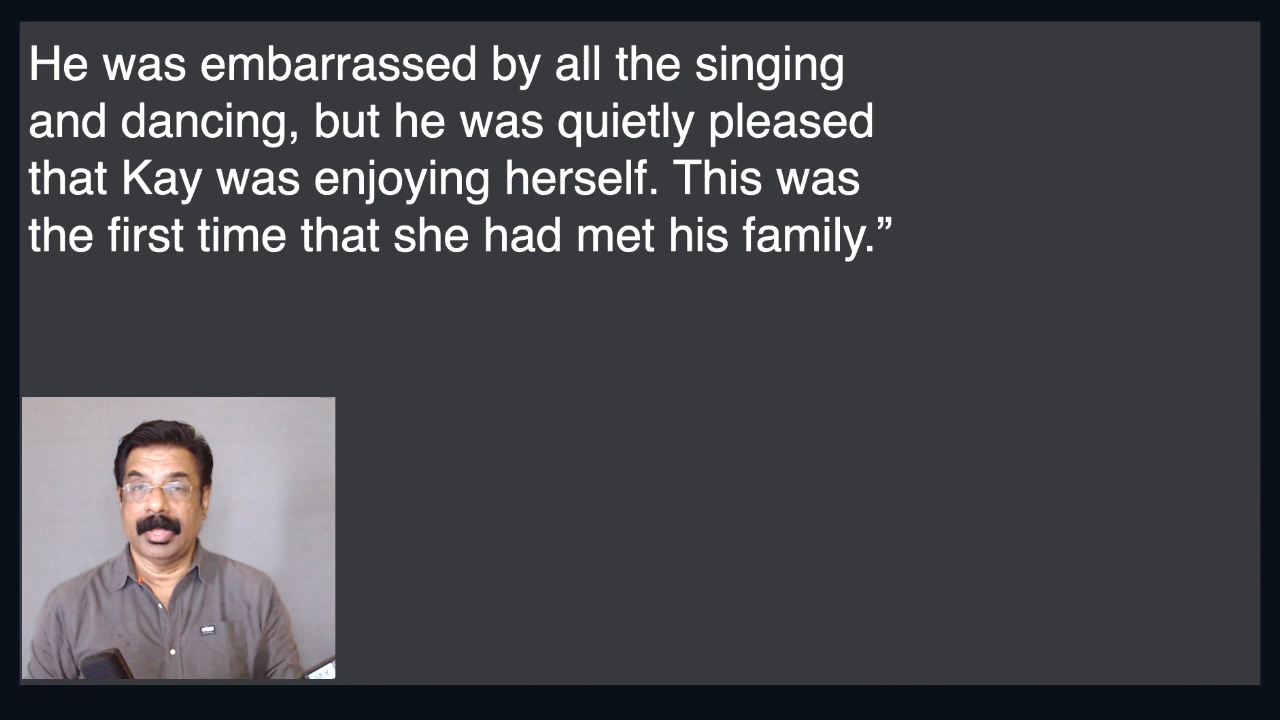 He was embarrassed by all the singing
and dancing, but he was quietly pleased
that Kay was enjoying herself. This was
the first time that she had met his family.”